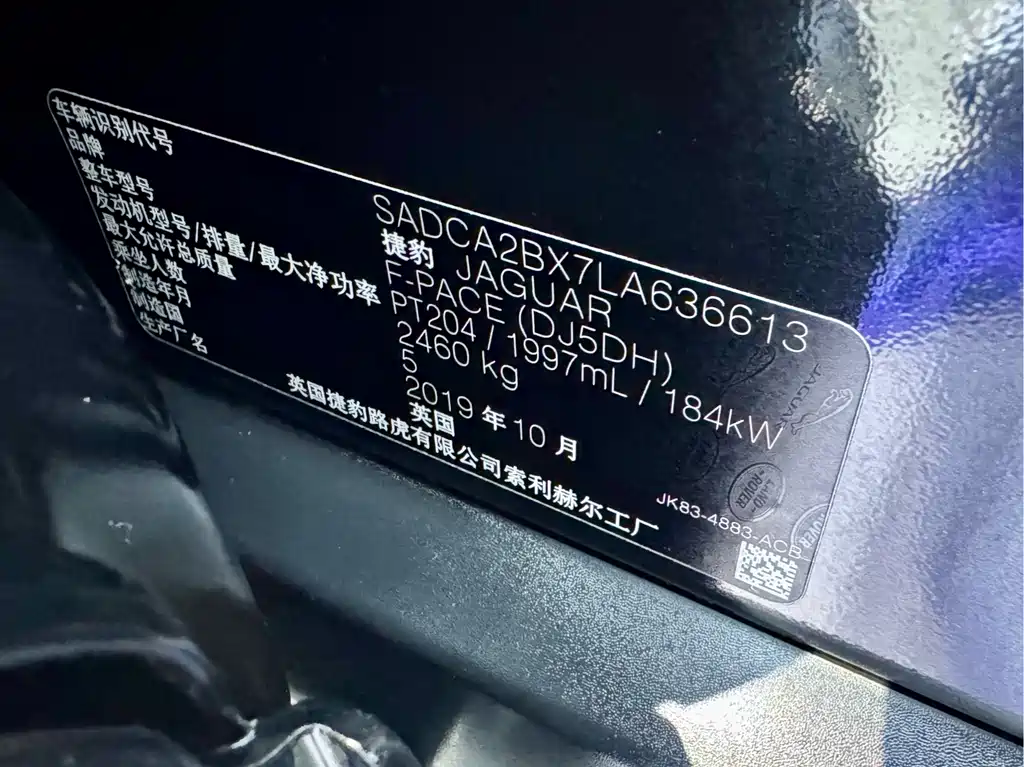 车辆识别代号 SADCA2BX7LA636613
品牌 捷豹 JAGUAR
整车型号 F-PACE (DJ5DH)
发动机型号/排量/最大净功率 PT204 / 1997mL / 184kW
最大允许总质量 2460 kg
乘坐人数 5
制造年月 2019 年 10 月
制造国 英国
生产厂名 英国捷豹路虎有限公司索利赫尔工厂
JK83-4883-ACB
JAGUAR
LAND-
ROVER